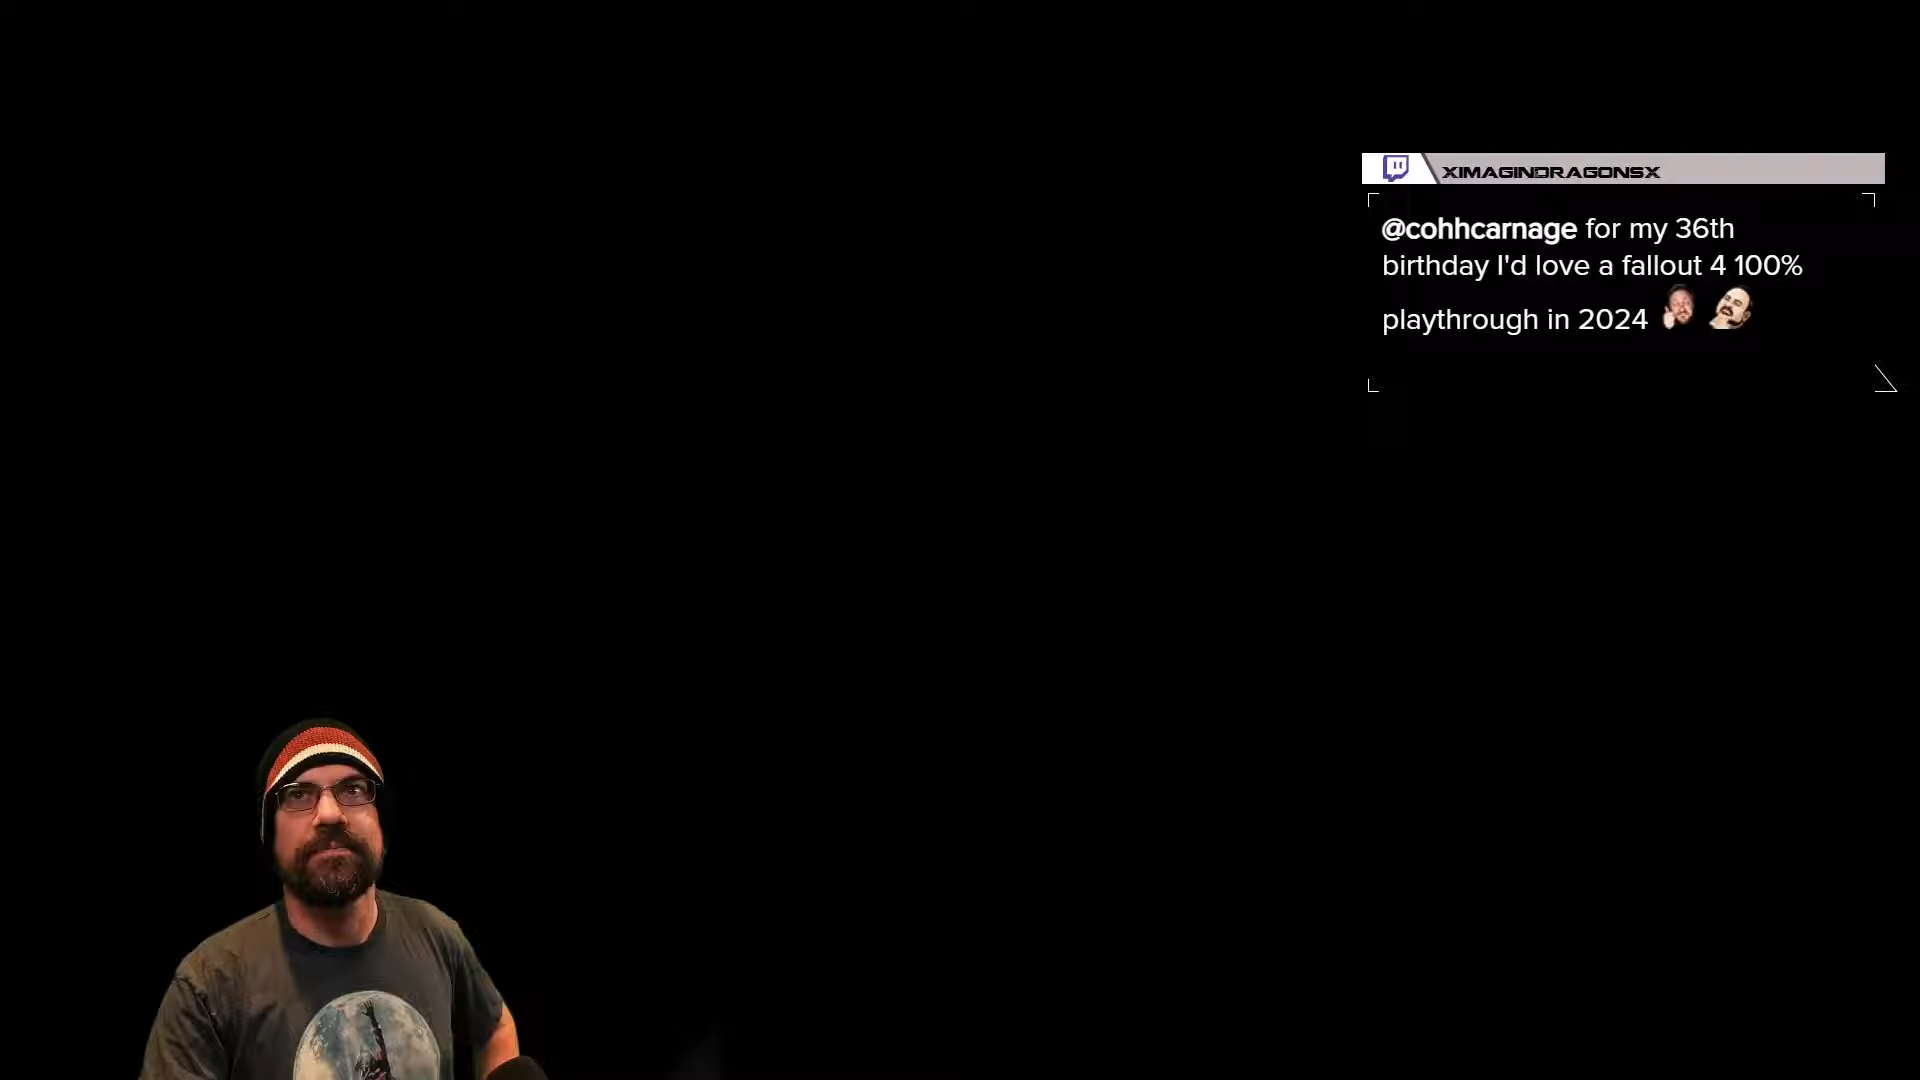 XIMAGINDRAGONSX
@cohhcarnage for my 36th
birthday I'd love a fallout 4 100%
playthrough in 2024